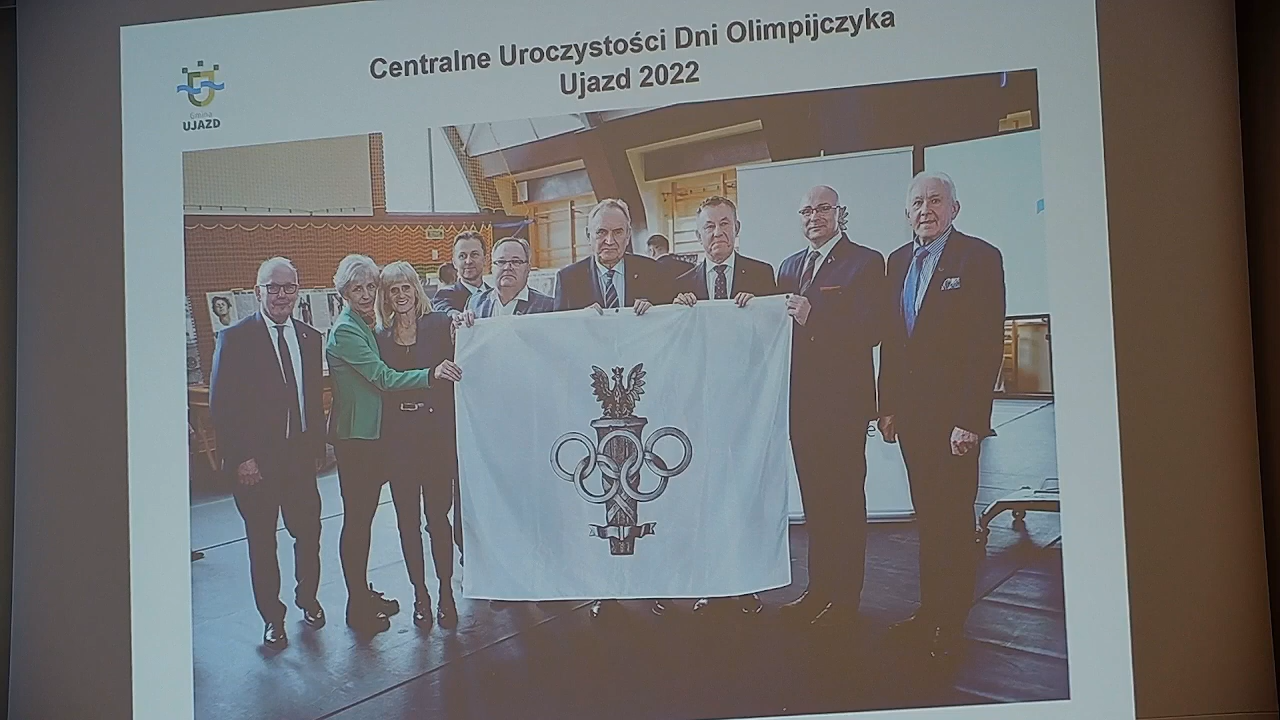 Centralne Uroczystości Dni Olimpijczyka
Ujazd 2022
Gmina
UJAZD